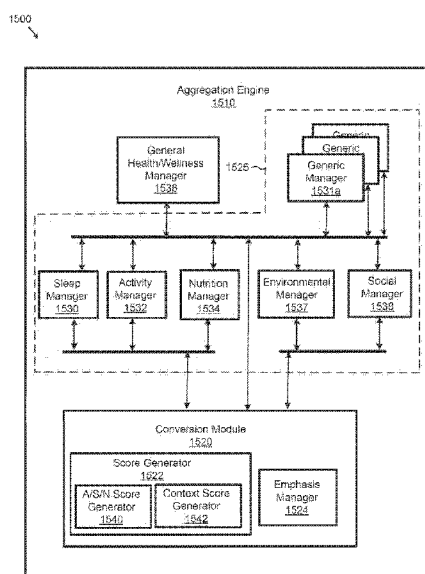 1500
Aggregation Engine
1510
General
Health/Wellness
Manager
1538
1525
Generic
Generic
Generic
Manager
1531a
Sleep
Manager
1530
Activity
Manager
1532
Nutrition
Manager
1534
Environmental
Manager
1537
Social
Manager
Conversion Module
1520
Score Generator
1522
A/S/N Score
Generator
1540
Context Score
Generator
1542
Emphasis
Manager
1524